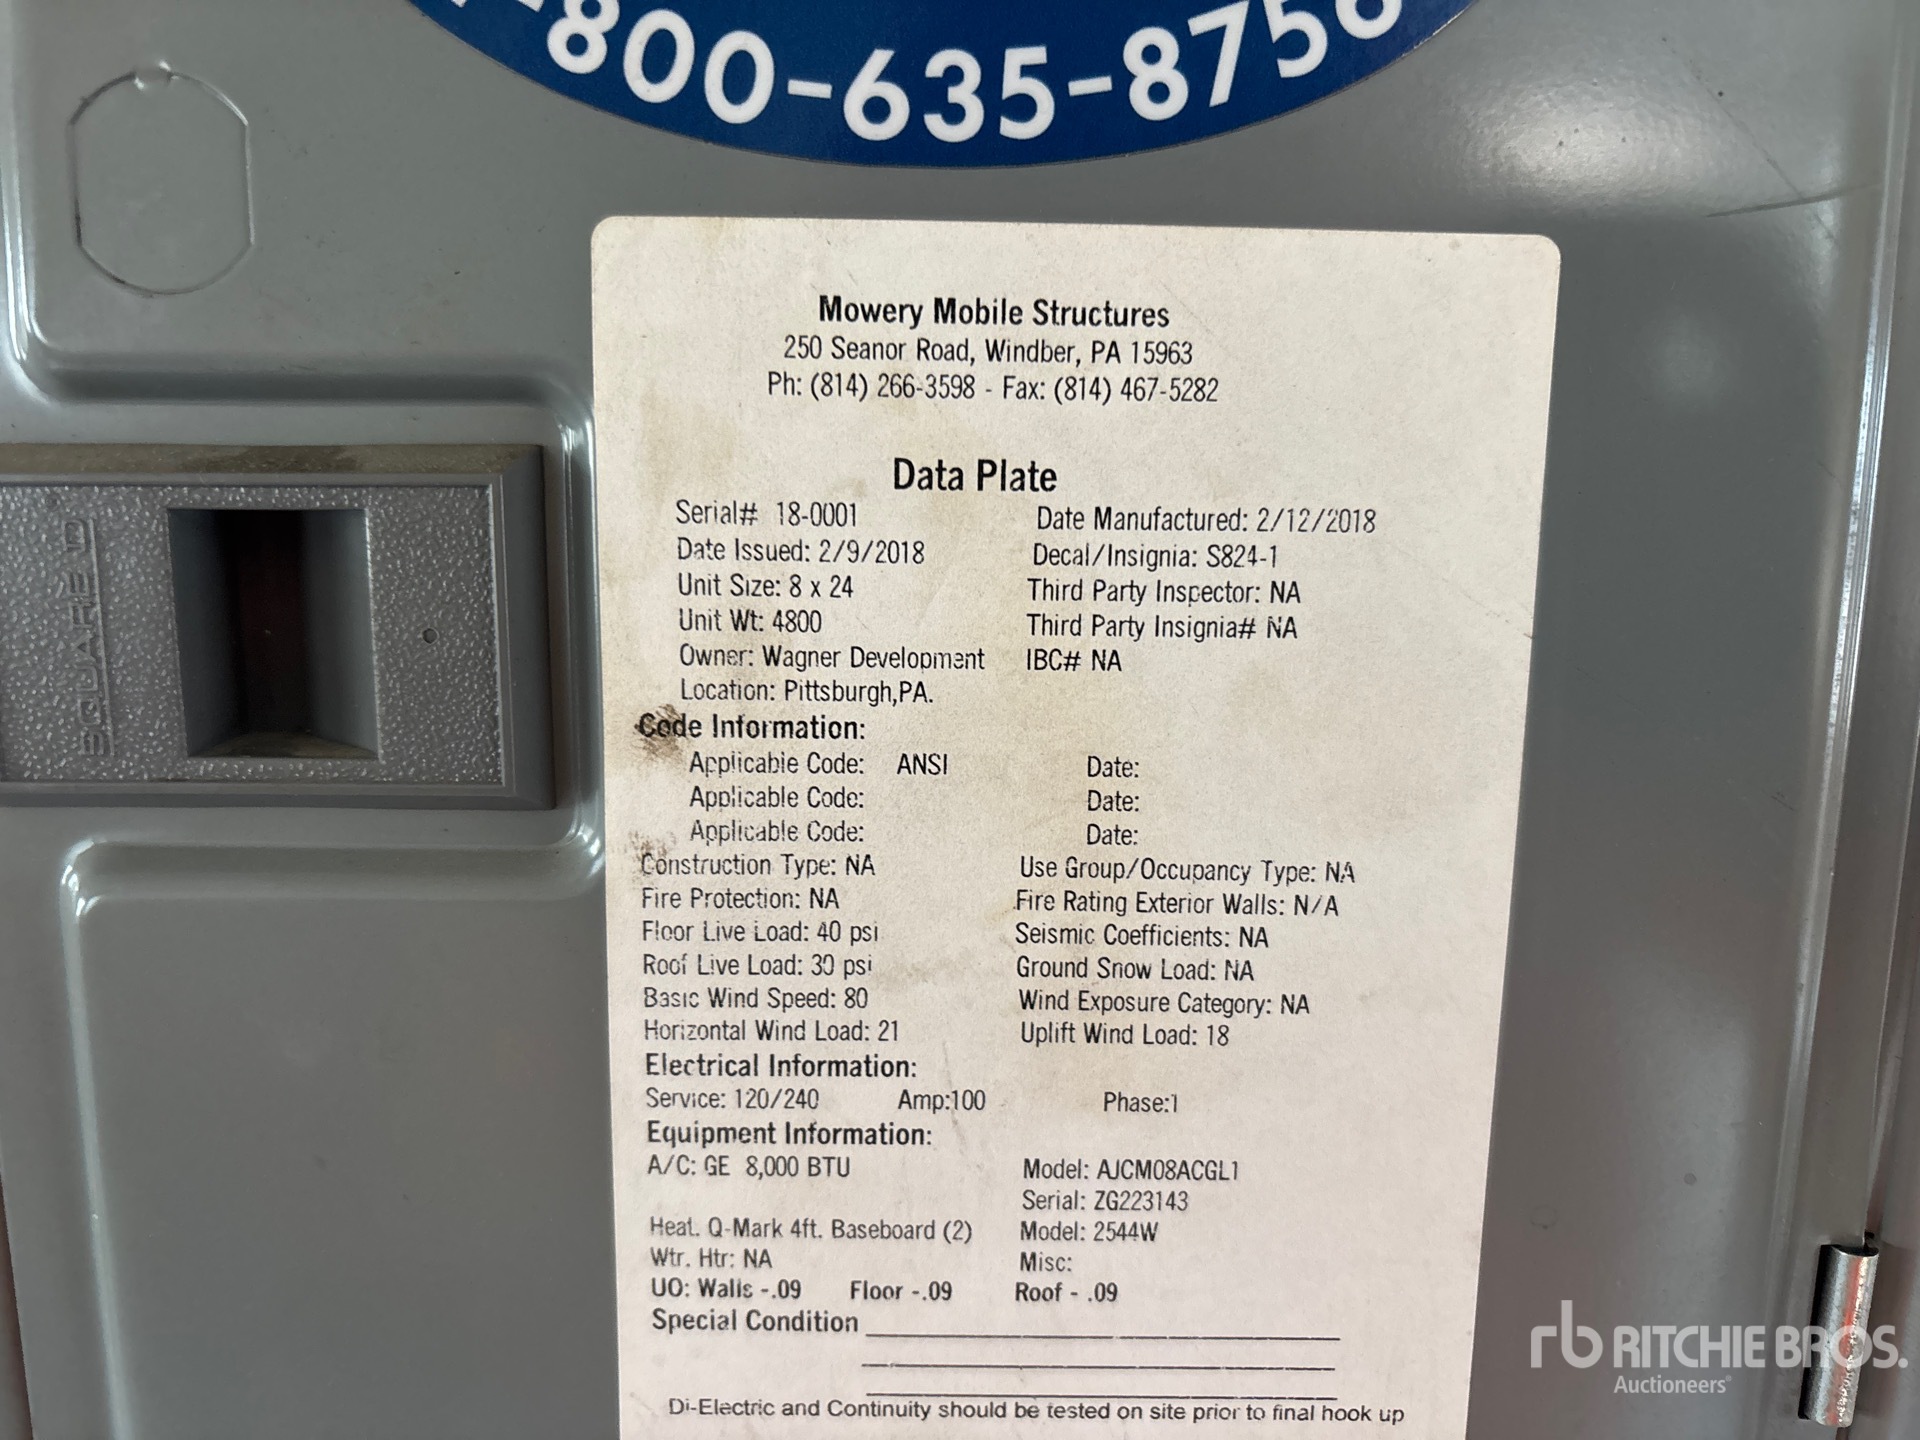 -800-635-8756
Mowery Mobile Structures
250 Seanor Road, Windber, PA 15963
Ph: (814) 266-3598 - Fax: (814) 467-5282
Data Plate
Serial# 18-0001 Date Manufactured: 2/12/2018
Date Issued: 2/9/2018 Decal/Insignia: S824-1
Unit Size: 8 x 24 Third Party Inspector: NA
Unit Wt: 4800 Third Party Insignia# NA
Owner: Wagner Development IBC# NA
Location: Pittsburgh,PA.
Code Information:
Applicable Code: ANSI Date:
Applicable Code: Date:
Applicable Code: Date:
Construction Type: NA Use Group/Occupancy Type: NA
Fire Protection: NA Fire Rating Exterior Walls: N/A
Floor Live Load: 40 psi Seismic Coefficients: NA
Roof Live Load: 30 psi Ground Snow Load: NA
Basic Wind Speed: 80 Wind Exposure Category: NA
Horizontal Wind Load: 21 Uplift Wind Load: 18
Electrical Information:
Service: 120/240 Amp:100 Phase:1
Equipment Information:
A/C: GE 8,000 BTU Model: AJCM08ACGL1
Serial: ZG223143
Heat. Q-Mark 4ft. Baseboard (2) Model: 2544W
Wtr. Htr: NA Misc:
UO: Walls -.09 Floor -.09 Roof - .09
Special Condition
Di-Electric and Continuity should be tested on site prior to final hook up
SQUARE D
rb RITCHIE BROS.
Auctioneers